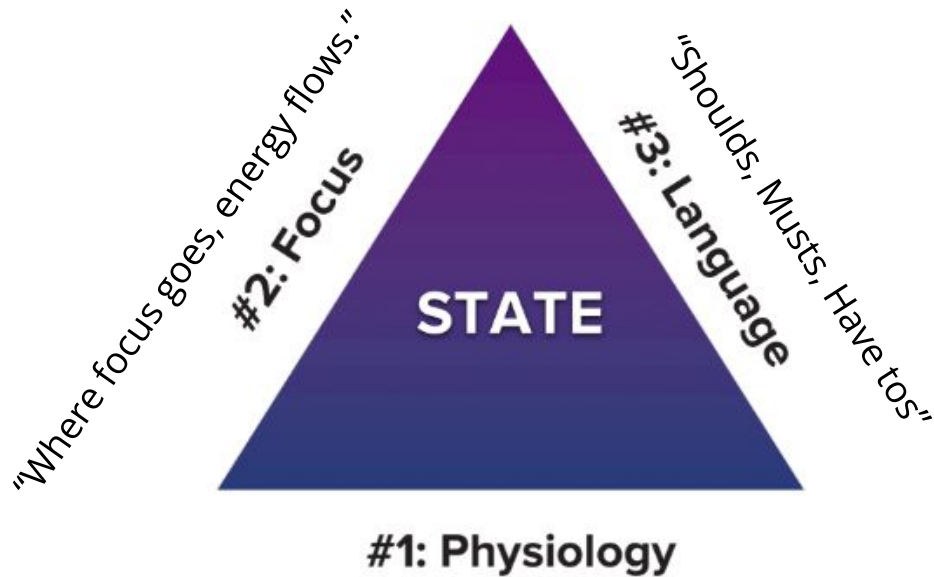 “Where focus goes, energy flows.”
#2: Focus
“Shoulds, Musts, Have tos”
#3: Language
STATE
#1: Physiology